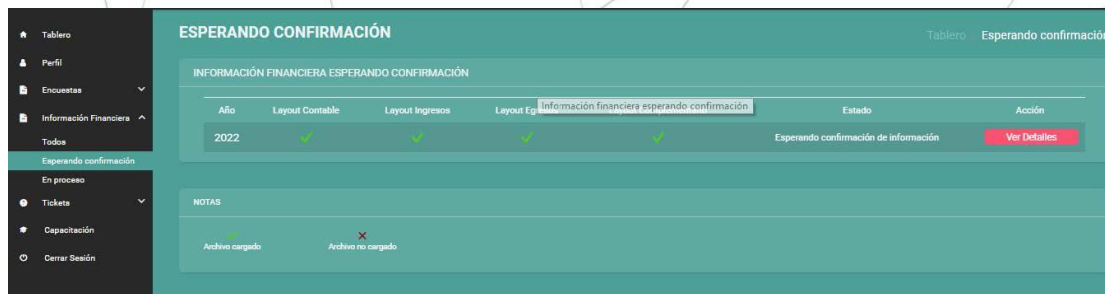 Tablero
Perfil
Encuestas
Información Financiera
Todos
Esperando confirmación
En proceso
Tickets
Capacitación
Cerrar Sesión
ESPERANDO CONFIRMACIÓN
Tablero Esperando confirmación
INFORMACIÓN FINANCIERA ESPERANDO CONFIRMACIÓN
Año Layout Contable Layout Ingresos Layout Estado Acción
Información financiera esperando confirmación
2022 Esperando confirmación de información Ver Detalles
NOTAS
Archivo cargado Archivo no cargado